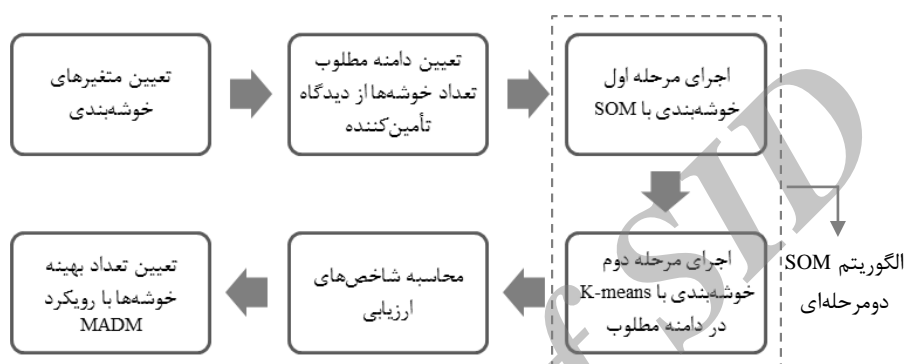 تعیین متغیرهای
خوشه‌بندی
تعیین دامنه مطلوب
تعداد خوشه‌ها از دیدگاه
تأمین‌کننده
اجرای مرحله اول
خوشه‌بندی با SOM
اجرای مرحله دوم
خوشه‌بندی با K-means
در دامنه مطلوب
الگوریتم SOM
دومرحله‌ای
محاسبه شاخص‌های
ارزیابی
تعیین تعداد بهینه
خوشه‌ها با رویکرد
MADM
of SID